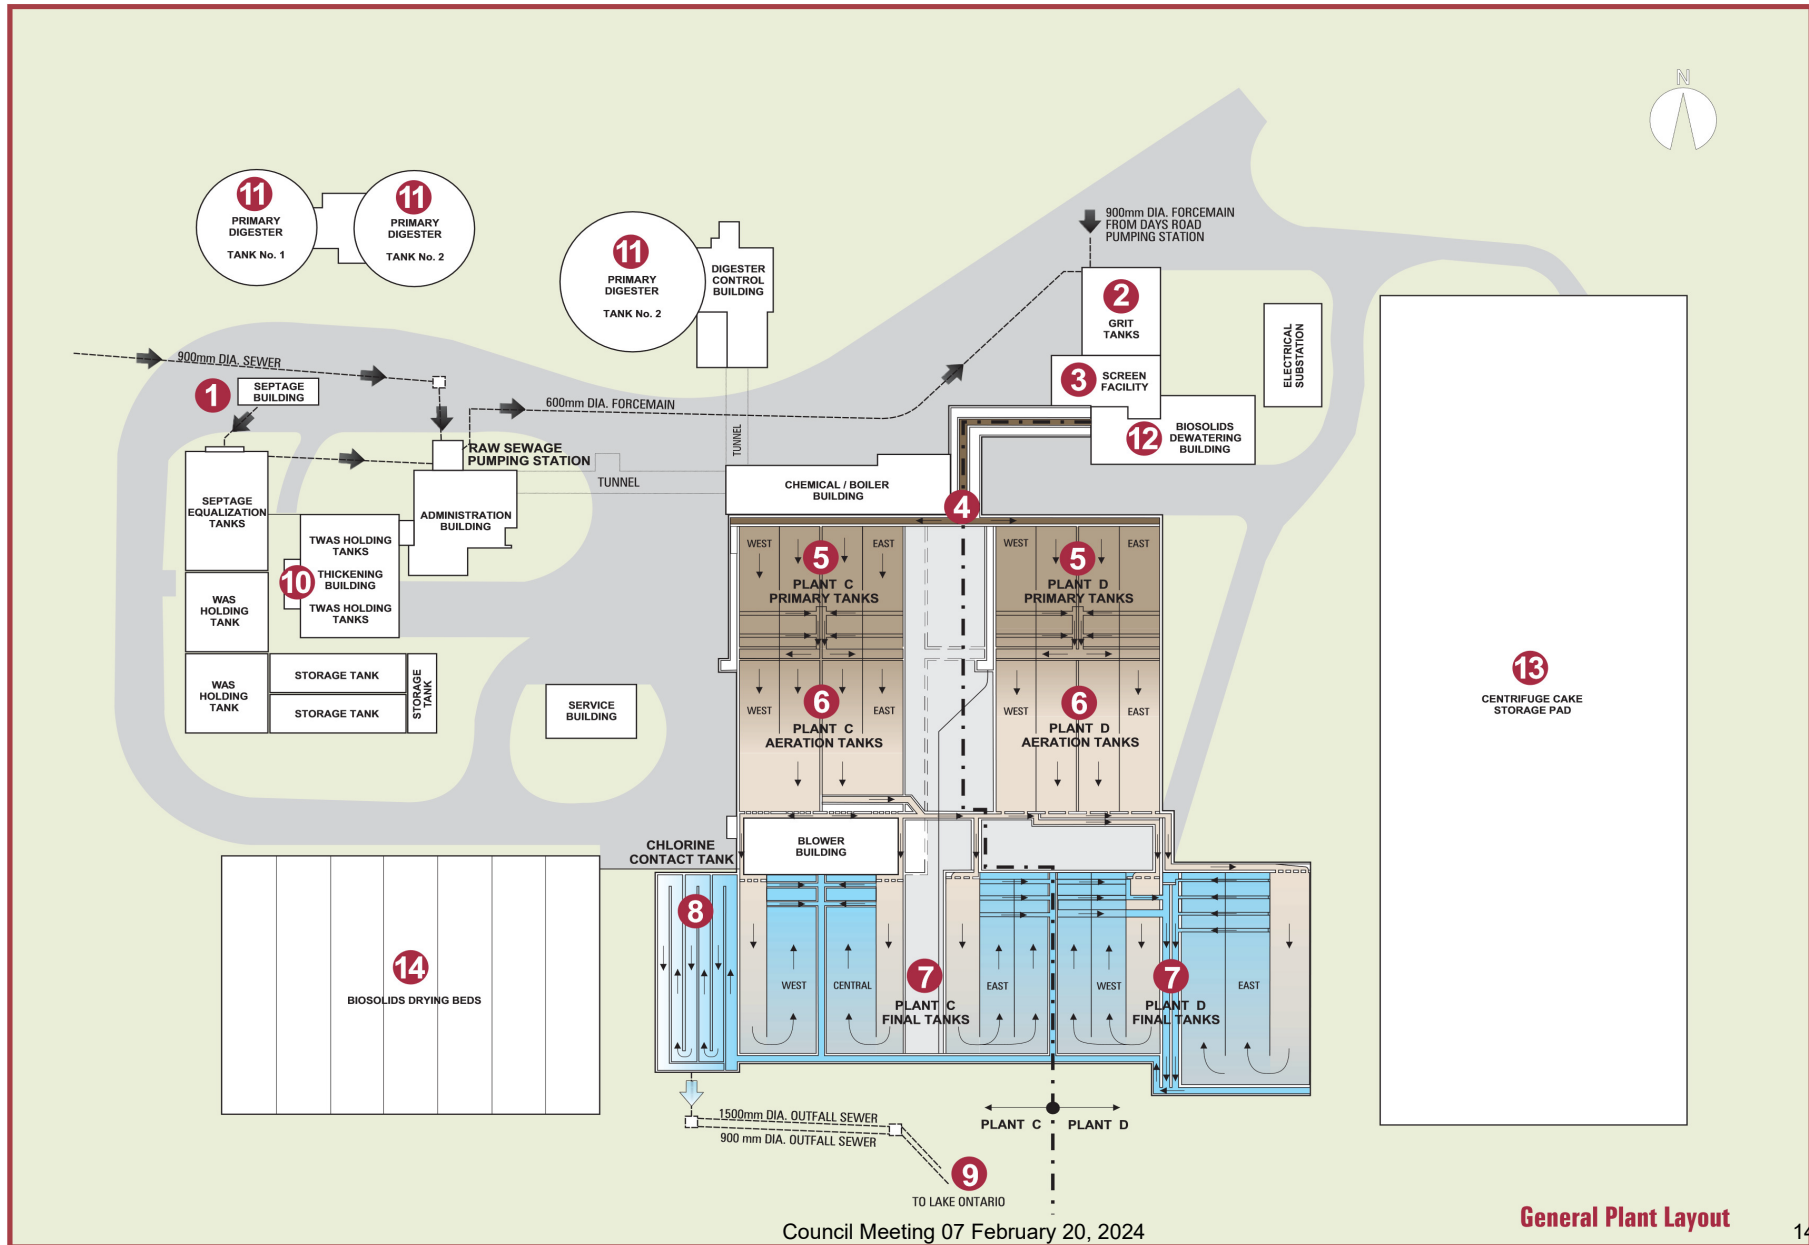 N
11
PRIMARY
DIGESTER
TANK No. 1
11
PRIMARY
DIGESTER
TANK No. 2
11
PRIMARY
DIGESTER
TANK No. 2
DIGESTER
CONTROL
BUILDING
900mm DIA. FORCEMAIN
FROM DAYS ROAD
PUMPING STATION
2
GRIT
TANKS
3
SCREEN
FACILITY
ELECTRICAL
SUBSTATION
12
BIOSOLIDS
DEWATERING
BUILDING
900mm DIA. SEWER
1
SEPTAGE
BUILDING
600mm DIA. FORCEMAIN
RAW SEWAGE
PUMPING STATION
TUNNEL
TUNNEL
SEPTAGE
EQUALIZATION
TANKS
ADMINISTRATION
BUILDING
CHEMICAL / BOILER
BUILDING
4
TWAS HOLDING
TANKS
10
THICKENING
BUILDING
TWAS HOLDING
TANKS
WAS
HOLDING
TANK
WAS
HOLDING
TANK
STORAGE TANK
STORAGE TANK
STORAGE
TANK
SERVICE
BUILDING
WEST
EAST
5
PLANT C
PRIMARY TANKS
WEST
EAST
5
PLANT D
PRIMARY TANKS
6
WEST
EAST
PLANT C
AERATION TANKS
6
WEST
EAST
PLANT D
AERATION TANKS
13
CENTRIFUGE CAKE
STORAGE PAD
CHLORINE
CONTACT TANK
BLOWER
BUILDING
8
14
BIOSOLIDS DRYING BEDS
WEST
CENTRAL
7
EAST
PLANT C
FINAL TANKS
WEST
7
EAST
PLANT D
FINAL TANKS
1500mm DIA. OUTFALL SEWER
900 mm DIA. OUTFALL SEWER
PLANT C
PLANT D
9
TO LAKE ONTARIO
General Plant Layout
Council Meeting 07 February 20, 2024
14